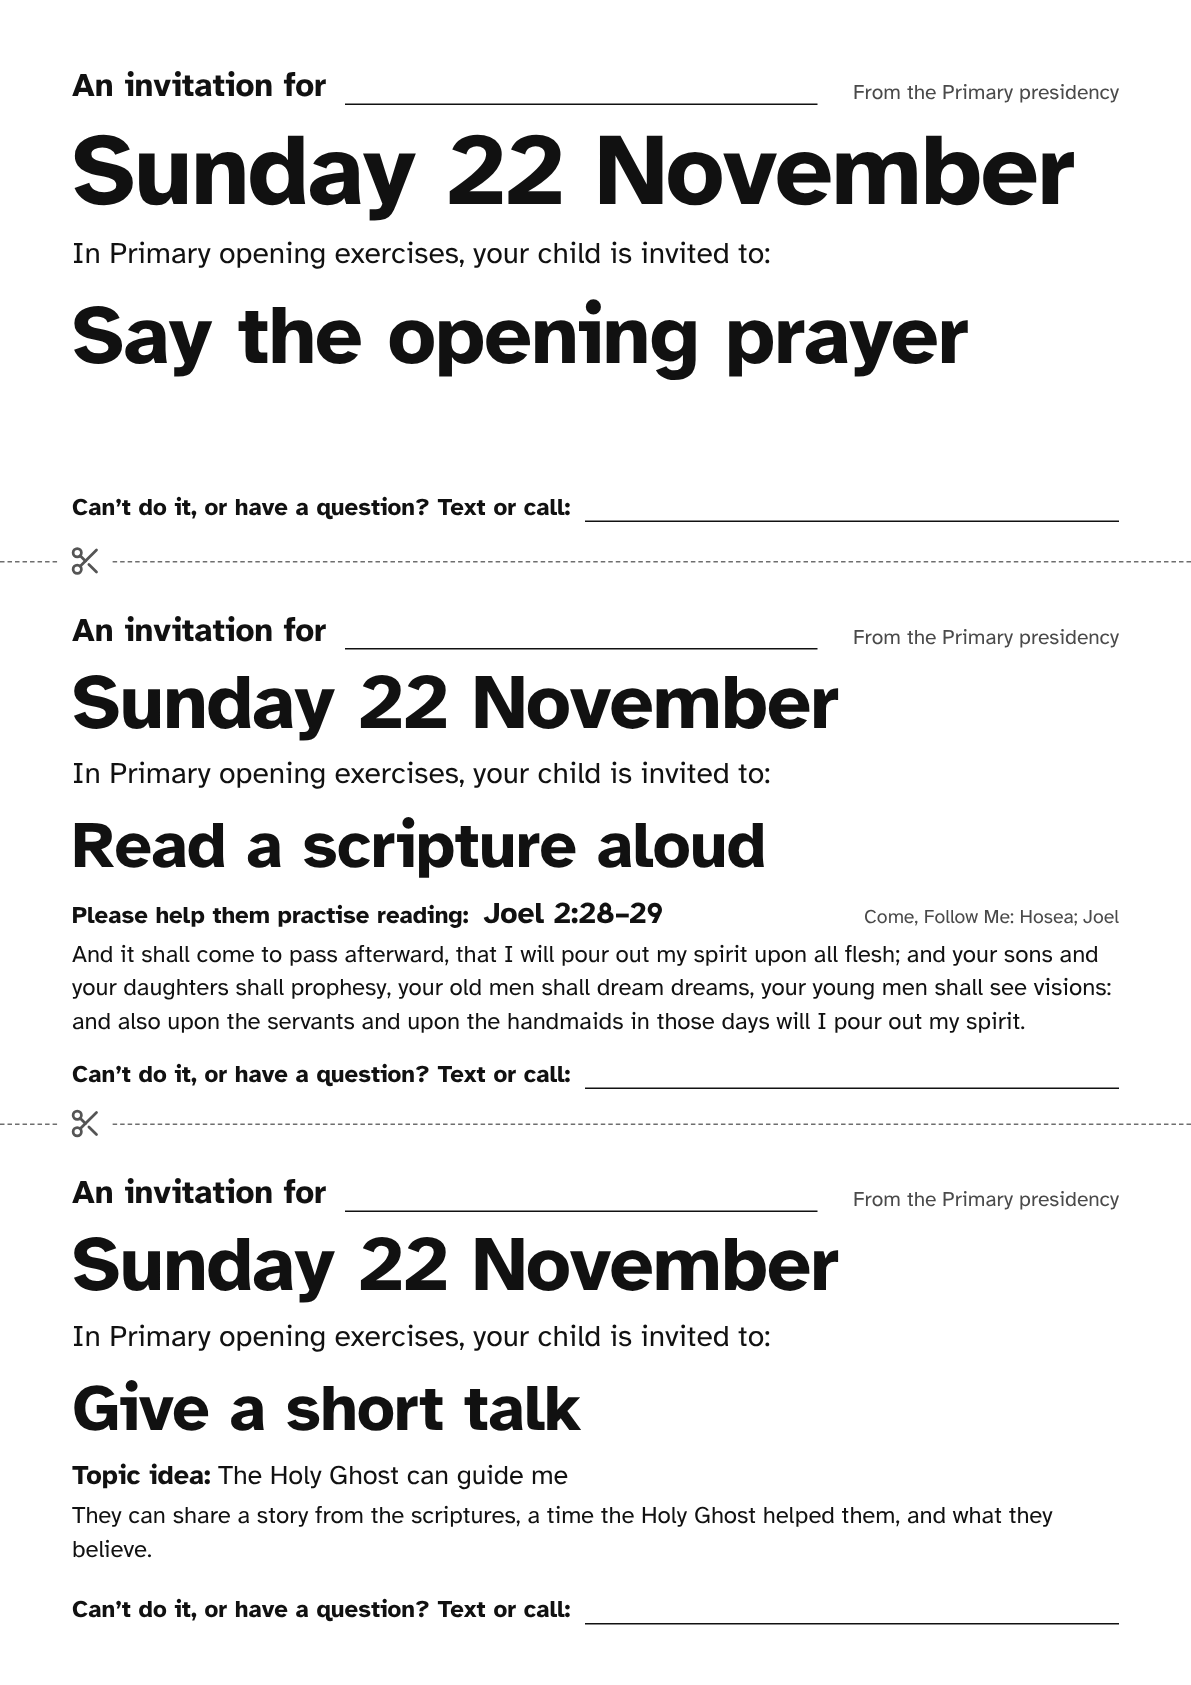 An invitation for
From the Primary presidency
Sunday 22 November
In Primary opening exercises, your child is invited to:
Say the opening prayer
Can’t do it, or have a question? Text or call:
An invitation for
From the Primary presidency
Sunday 22 November
In Primary opening exercises, your child is invited to:
Read a scripture aloud
Please help them practise reading: Joel 2:28–29
Come, Follow Me: Hosea; Joel
And it shall come to pass afterward, that I will pour out my spirit upon all flesh; and your sons and
your daughters shall prophesy, your old men shall dream dreams, your young men shall see visions:
and also upon the servants and upon the handmaids in those days will I pour out my spirit.
Can’t do it, or have a question? Text or call:
An invitation for
From the Primary presidency
Sunday 22 November
In Primary opening exercises, your child is invited to:
Give a short talk
Topic idea: The Holy Ghost can guide me
They can share a story from the scriptures, a time the Holy Ghost helped them, and what they
believe.
Can’t do it, or have a question? Text or call: